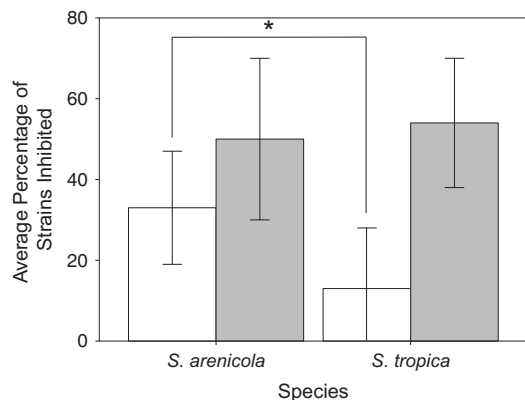 80
*
60
40
20
0
Average Percentage of
Strains Inhibited
S. arenicola
S. tropica
Species